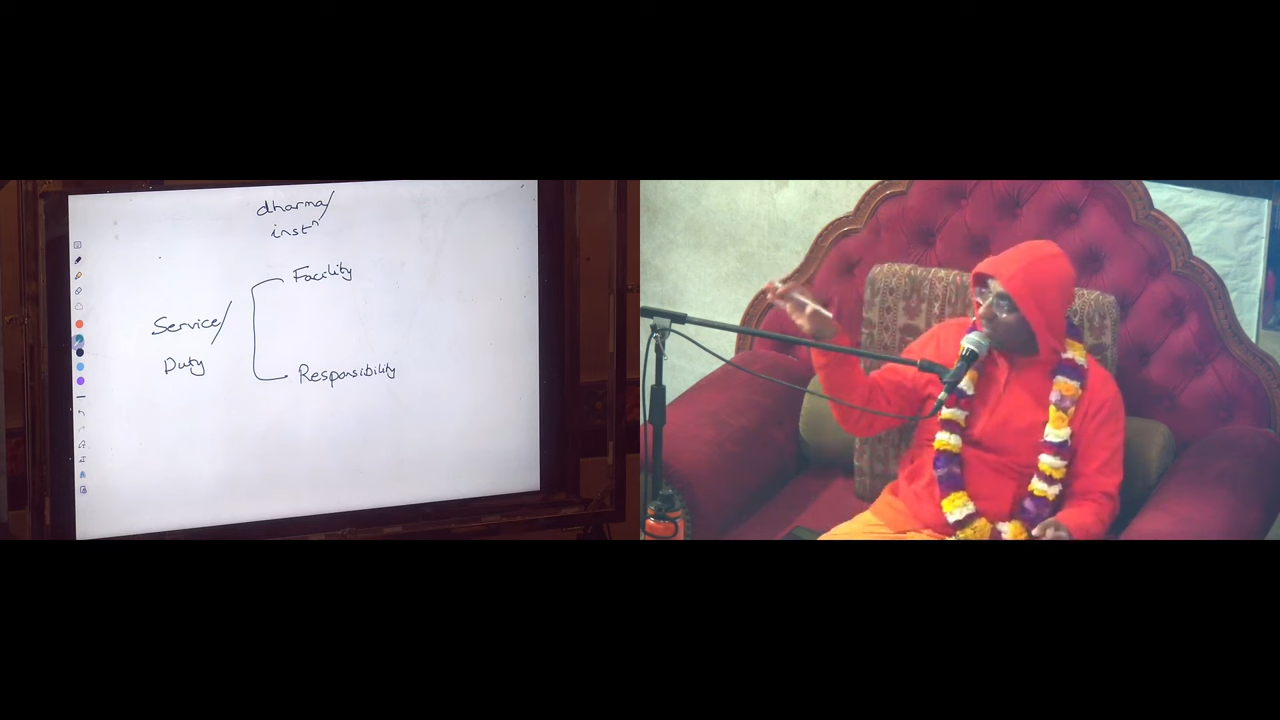 dharma/
instⁿ
Facility
Service/
Duty
Responsibility